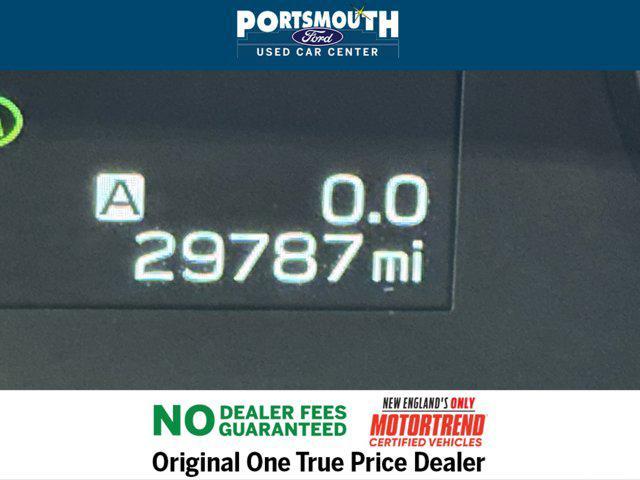 PORTSMOUTH
Ford
USED CAR CENTER
A 0.0
29787 mi
NO DEALER FEES GUARANTEED
NEW ENGLAND'S ONLY
MOTORTREND
CERTIFIED VEHICLES
Original One True Price Dealer